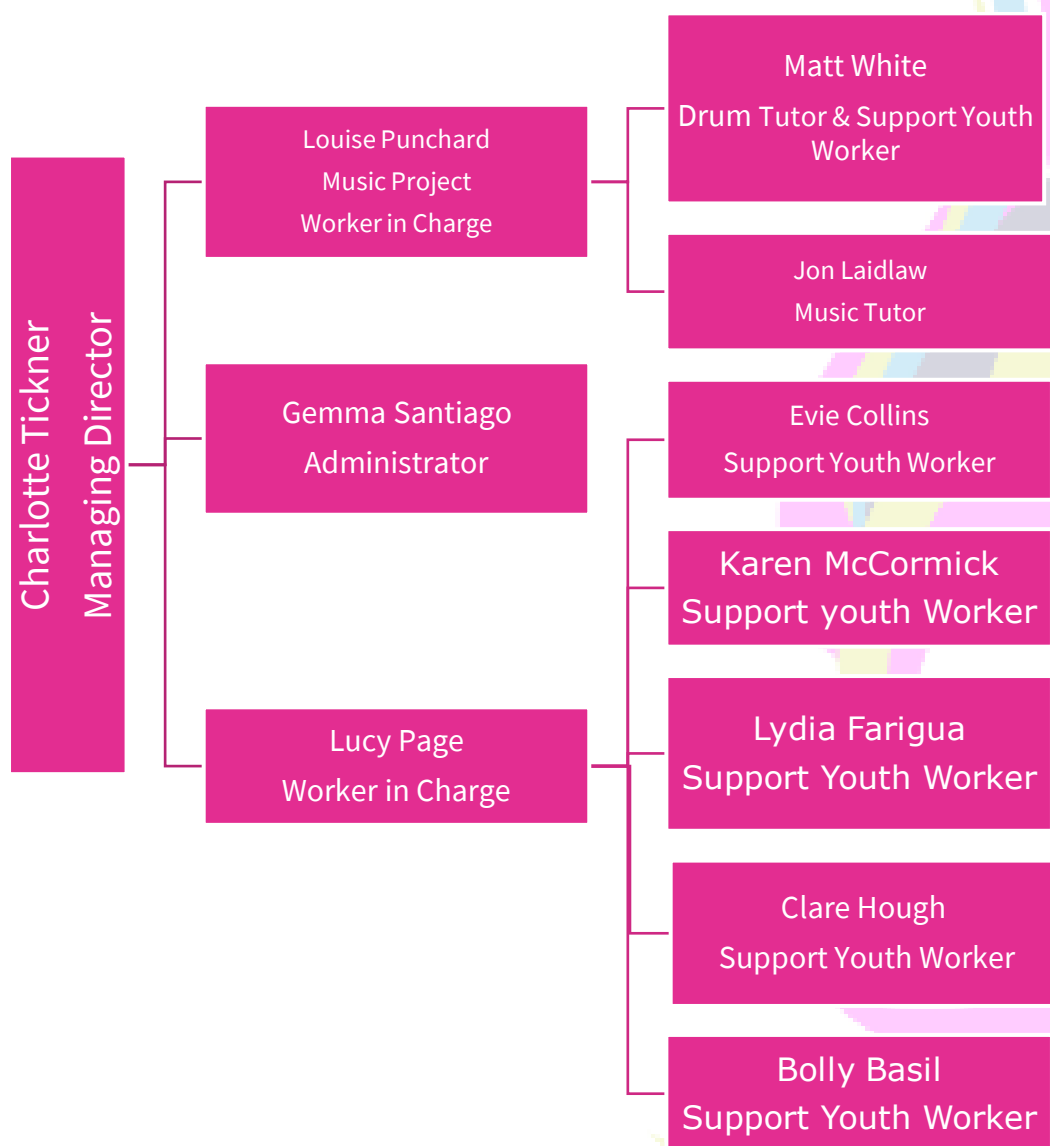 Charlotte Tickner
Managing Director
Louise Punchard
Music Project
Worker in Charge
Matt White
Drum Tutor & Support Youth
Worker
Jon Laidlaw
Music Tutor
Gemma Santiago
Administrator
Lucy Page
Worker in Charge
Evie Collins
Support Youth Worker
Karen McCormick
Support youth Worker
Lydia Farigua
Support Youth Worker
Clare Hough
Support Youth Worker
Bolly Basil
Support Youth Worker